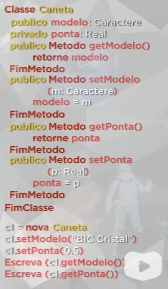 Classe Caneta
publico modelo: Caractere
privado ponta: Real
publico Metodo getModelo()
retorne modelo
FimMetodo
publico Metodo setModelo
(m: Caractere)
modelo = m
FimMetodo
publico Metodo getPonta()
retorne ponta
FimMetodo
publico Metodo setPonta
(p: Real)
ponta = p
FimMetodo
FimClasse
c1 = nova Caneta
c1.setModelo("BIC Cristal")
c1.setPonta(0.5)
Escreva (c1.getModelo())
Escreva (c1.getPonta())